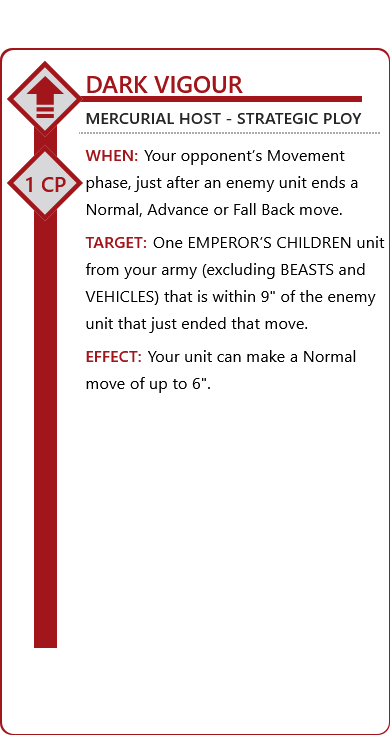 DARK VIGOUR
MERCURIAL HOST - STRATEGIC PLOY
1 CP
WHEN: Your opponent’s Movement
phase, just after an enemy unit ends a
Normal, Advance or Fall Back move.
TARGET: One EMPEROR’S CHILDREN unit
from your army (excluding BEASTS and
VEHICLES) that is within 9" of the enemy
unit that just ended that move.
EFFECT: Your unit can make a Normal
move of up to 6".